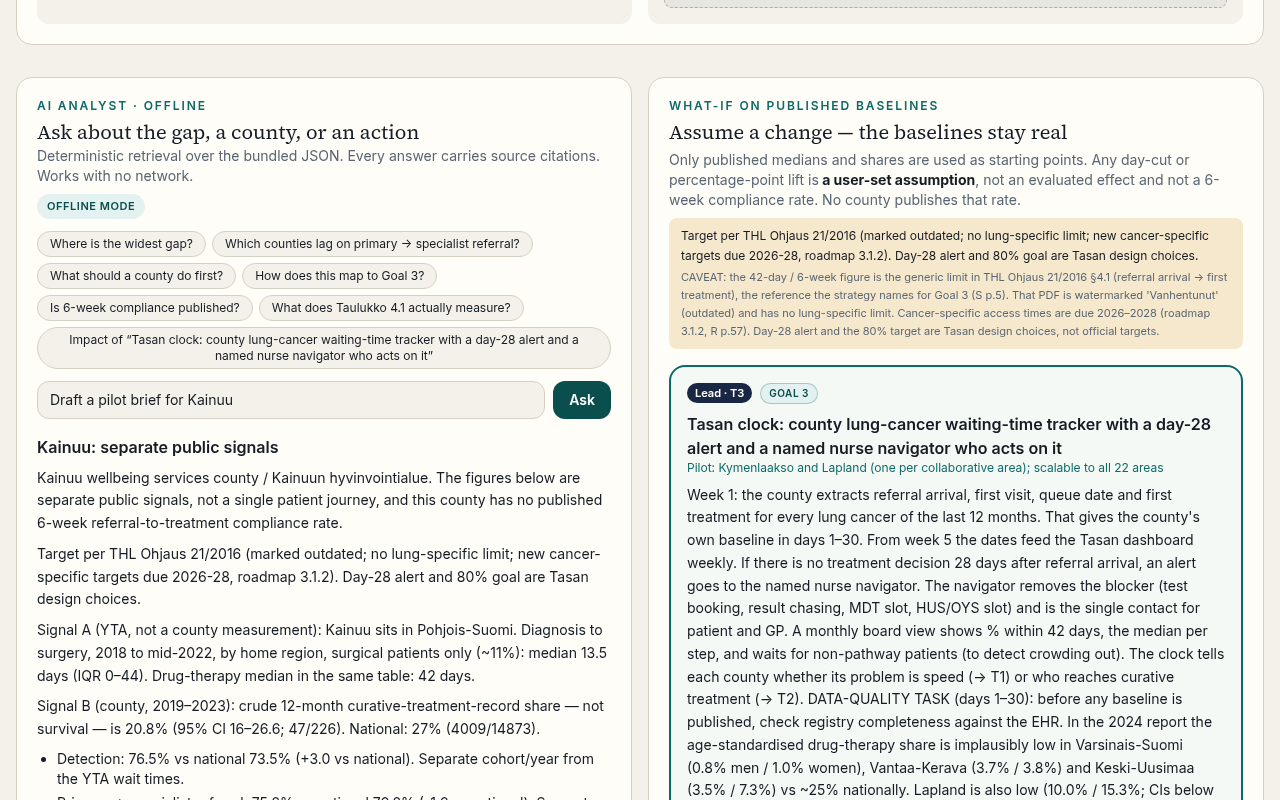 AI ANALYST · OFFLINE
Ask about the gap, a county, or an action
Deterministic retrieval over the bundled JSON. Every answer carries source citations.
Works with no network.
OFFLINE MODE
Where is the widest gap?
Which counties lag on primary → specialist referral?
What should a county do first?
How does this map to Goal 3?
Is 6-week compliance published?
What does Taulukko 4.1 actually measure?
Impact of “Tasan clock: county lung-cancer waiting-time tracker with a day-28 alert and a
named nurse navigator who acts on it”
Draft a pilot brief for Kainuu
Ask
Kainuu: separate public signals
Kainuu wellbeing services county / Kainuun hyvinvointialue. The figures below are
separate public signals, not a single patient journey, and this county has no published
6-week referral-to-treatment compliance rate.
Target per THL Ohjaus 21/2016 (marked outdated; no lung-specific limit; new cancer-
specific targets due 2026-28, roadmap 3.1.2). Day-28 alert and 80% goal are Tasan
design choices.
Signal A (YTA, not a county measurement): Kainuu sits in Pohjois-Suomi. Diagnosis to
surgery, 2018 to mid-2022, by home region, surgical patients only (~11%): median 13.5
days (IQR 0–44). Drug-therapy median in the same table: 42 days.
Signal B (county, 2019–2023): crude 12-month curative-treatment-record share — not
survival — is 20.8% (95% CI 16–26.6; 47/226). National: 27% (4009/14873).
• Detection: 76.5% vs national 73.5% (+3.0 vs national). Separate cohort/year from
the YTA wait times.
WHAT-IF ON PUBLISHED BASELINES
Assume a change — the baselines stay real
Only published medians and shares are used as starting points. Any day-cut or
percentage-point lift is a user-set assumption, not an evaluated effect and not a 6-
week compliance rate. No county publishes that rate.
Target per THL Ohjaus 21/2016 (marked outdated; no lung-specific limit; new cancer-specific
targets due 2026-28, roadmap 3.1.2). Day-28 alert and 80% goal are Tasan design choices.
CAVEAT: the 42-day / 6-week figure is the generic limit in THL Ohjaus 21/2016 §4.1 (referral arrival → first
treatment), the reference the strategy names for Goal 3 (S p.5). That PDF is watermarked 'Vanhentunut'
(outdated) and has no lung-specific limit. Cancer-specific access times are due 2026–2028 (roadmap
3.1.2, R p.57). Day-28 alert and the 80% target are Tasan design choices, not official targets.
Lead · T3
GOAL 3
Tasan clock: county lung-cancer waiting-time tracker with a day-28
alert and a named nurse navigator who acts on it
Pilot: Kymenlaakso and Lapland (one per collaborative area); scalable to all 22 areas
Week 1: the county extracts referral arrival, first visit, queue date and first
treatment for every lung cancer of the last 12 months. That gives the county's
own baseline in days 1–30. From week 5 the dates feed the Tasan dashboard
weekly. If there is no treatment decision 28 days after referral arrival, an alert
goes to the named nurse navigator. The navigator removes the blocker (test
booking, result chasing, MDT slot, HUS/OYS slot) and is the single contact for
patient and GP. A monthly board view shows % within 42 days, the median per
step, and waits for non-pathway patients (to detect crowding out). The clock tells
each county whether its problem is speed (→ T1) or who reaches curative
treatment (→ T2). DATA-QUALITY TASK (days 1–30): before any baseline is
published, check registry completeness against the EHR. In the 2024 report the
age-standardised drug-therapy share is implausibly low in Varsinais-Suomi
(0.8% men / 1.0% women), Vantaa-Kerava (3.7% / 3.8%) and Keski-Uusimaa
(3.5% / 7.3%) vs ~25% nationally. Lapland is also low (10.0% / 15.3%; CIs below